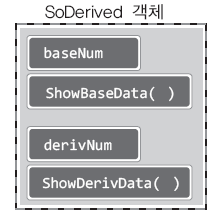 SoDerived 객체
baseNum
ShowBaseData( )
derivNum
ShowDerivData( )